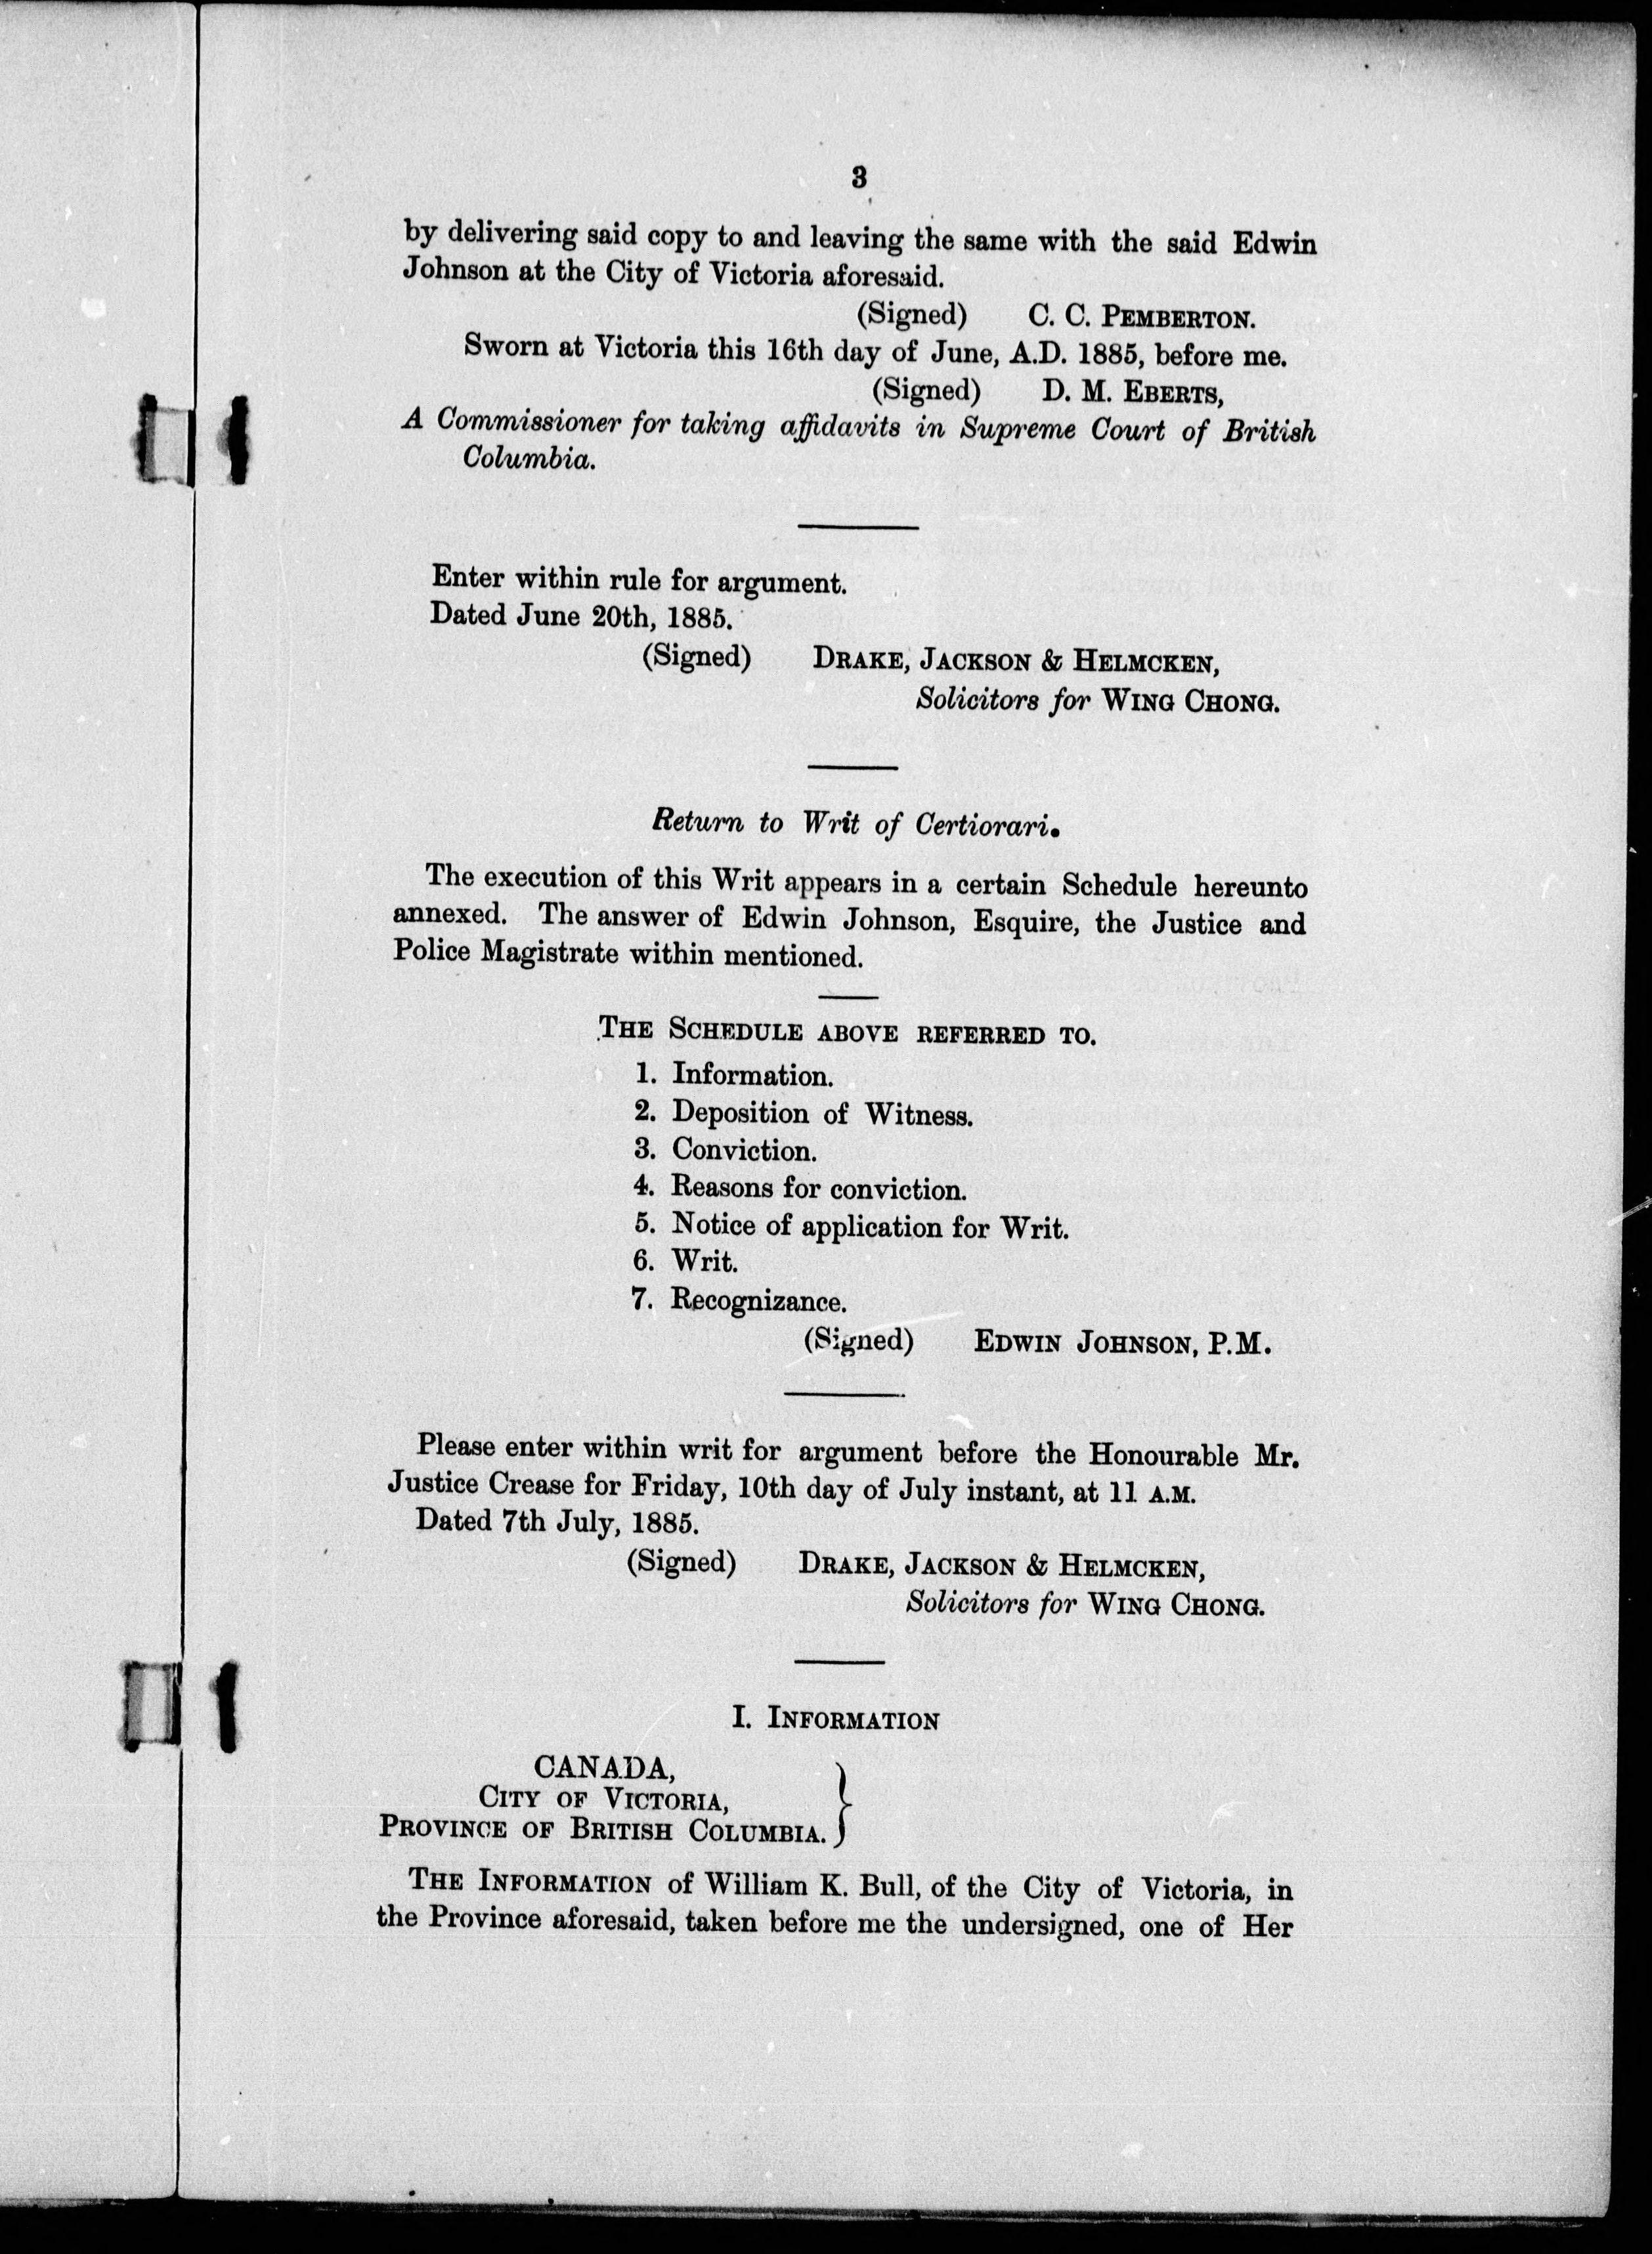 3
by delivering said copy to and leaving the same with the said Edwin
Johnson at the City of Victoria aforesaid.
(Signed) C. C. PEMBERTON.
Sworn at Victoria this 16th day of June, A.D. 1885, before me.
(Signed) D. M. EBERTS,
A Commissioner for taking affidavits in Supreme Court of British
Columbia.
Enter within rule for argument.
Dated June 20th, 1885.
(Signed) DRAKE, JACKSON & HELMCKEN,
Solicitors for WING CHONG.
Return to Writ of Certiorari.
The execution of this Writ appears in a certain Schedule hereunto
annexed. The answer of Edwin Johnson, Esquire, the Justice and
Police Magistrate within mentioned.
THE SCHEDULE ABOVE REFERRED TO.
1. Information.
2. Deposition of Witness.
3. Conviction.
4. Reasons for conviction.
5. Notice of application for Writ.
6. Writ.
7. Recognizance.
(Signed) EDWIN JOHNSON, P.M.
Please enter within writ for argument before the Honourable Mr.
Justice Crease for Friday, 10th day of July instant, at 11 A.M.
Dated 7th July, 1885.
(Signed) DRAKE, JACKSON & HELMCKEN,
Solicitors for WING CHONG.
I. INFORMATION
CANADA,
CITY OF VICTORIA,
PROVINCE OF BRITISH COLUMBIA. }
THE INFORMATION of William K. Bull, of the City of Victoria, in
the Province aforesaid, taken before me the undersigned, one of Her